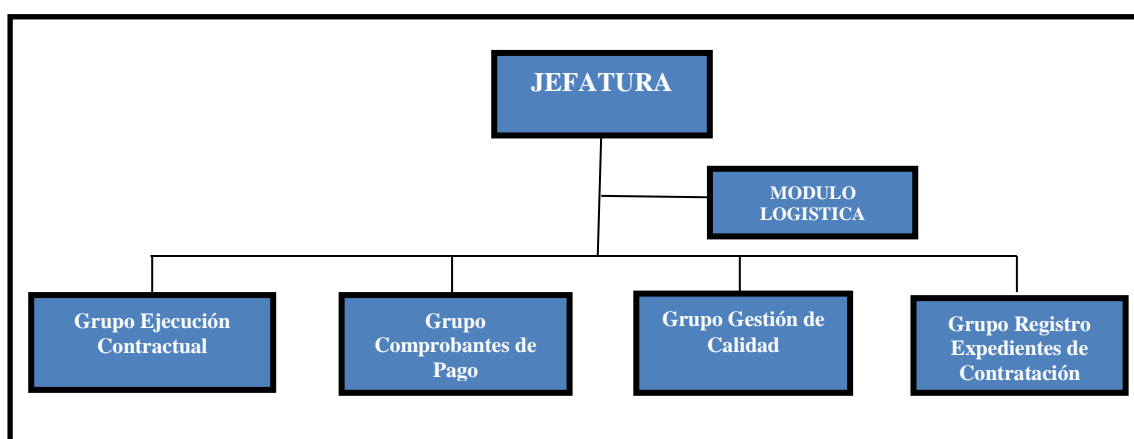 JEFATURA
MODULO
LOGISTICA
Grupo Ejecución
Contractual
Grupo
Comprobantes de
Pago
Grupo Gestión de
Calidad
Grupo Registro
Expedientes de
Contratación